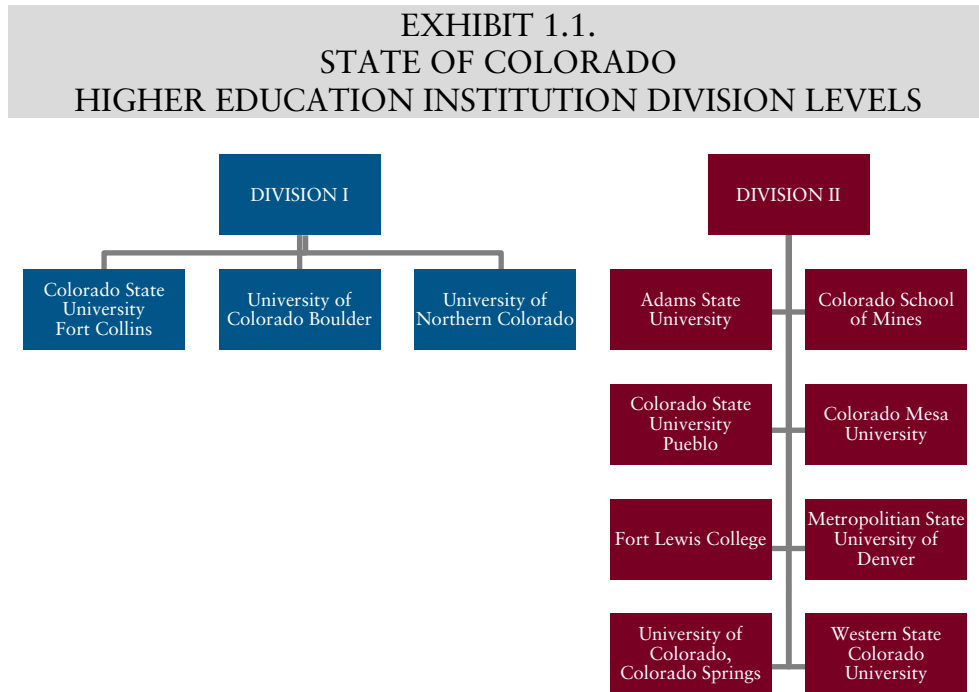 EXHIBIT 1.1.
STATE OF COLORADO
HIGHER EDUCATION INSTITUTION DIVISION LEVELS
DIVISION I
Colorado State
University
Fort Collins
University of
Colorado Boulder
University of
Northern Colorado
DIVISION II
Adams State
University
Colorado School
of Mines
Colorado State
University
Pueblo
Colorado Mesa
University
Fort Lewis College
Metropolitian State
University of
Denver
University of
Colorado,
Colorado Springs
Western State
Colorado
University